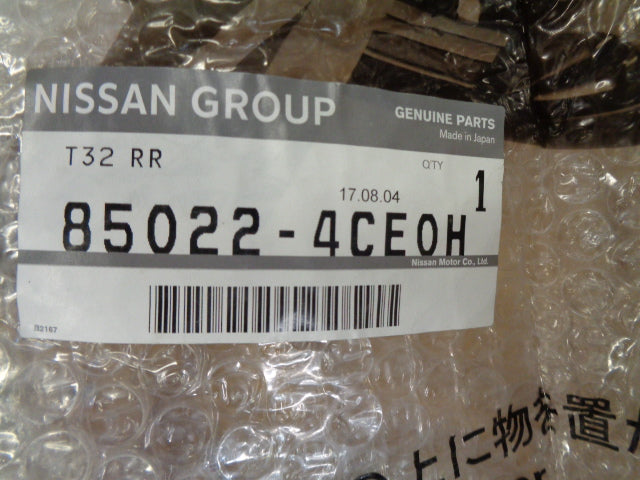 NISSAN GROUP
GENUINE PARTS
Made in Japan
T32 RR
Q'TY
17.08.04
1
85022-4CE0H
Nissan Motor Co., Ltd.
B2167
上に物を置